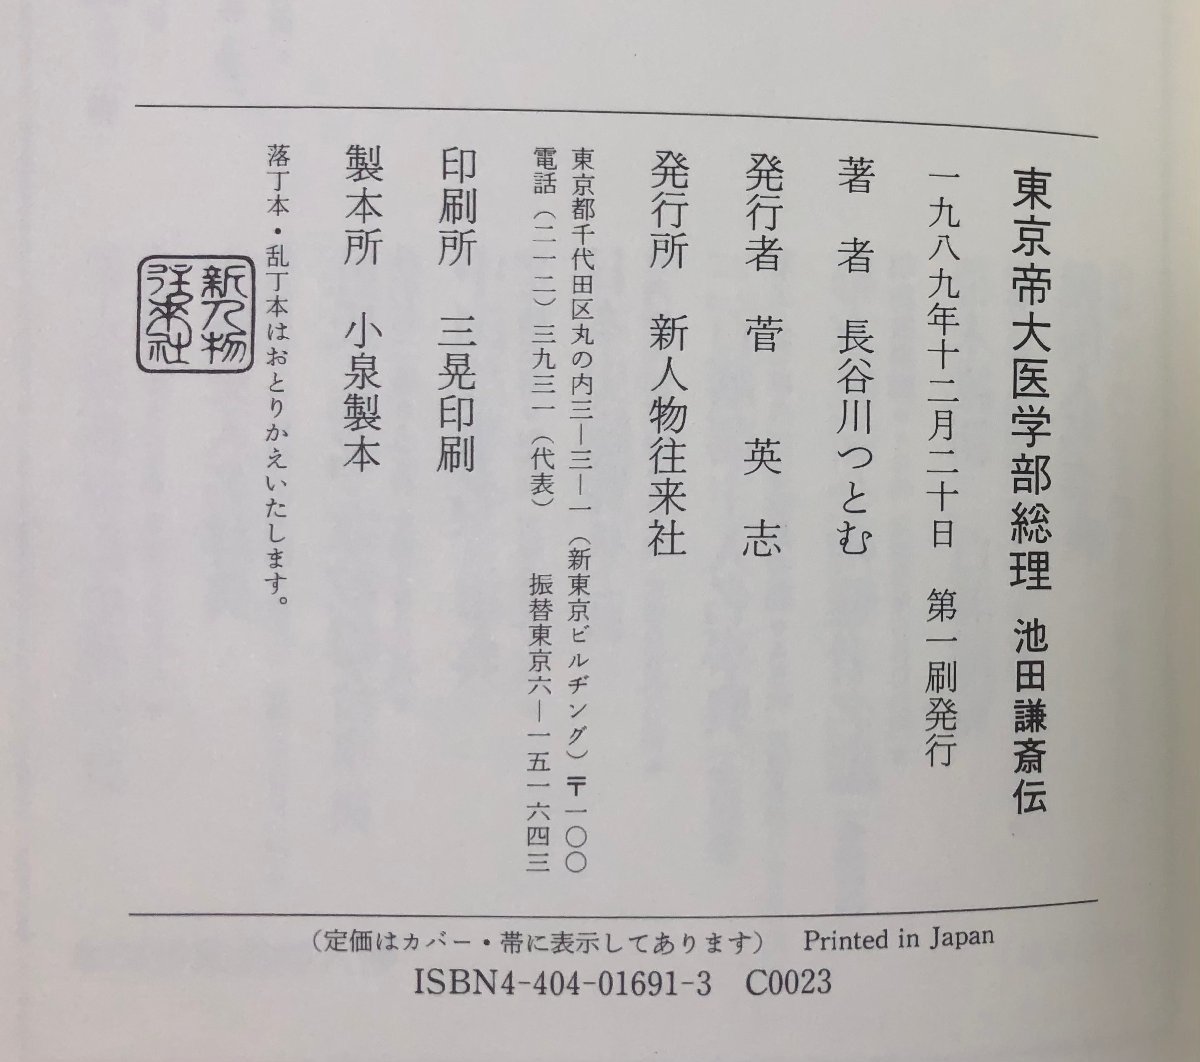 東京帝大医学部総理 池田謙斎伝
一九八九年十二月二十日 第一刷発行
著者 長谷川つとむ
発行者 菅英志
発行所 新人物往来社
東京都千代田区丸の内三―三―一(新東京ビルヂング)〒一〇〇
電話(二一二)三九三一(代表) 振替東京六―一五一六四三
印刷所 三晃印刷
製本所 小泉製本
落丁本・乱丁本はおとりかえいたします。
新人物
往来社
(定価はカバー・帯に表示してあります) Printed in Japan
ISBN4-404-01691-3 C0023